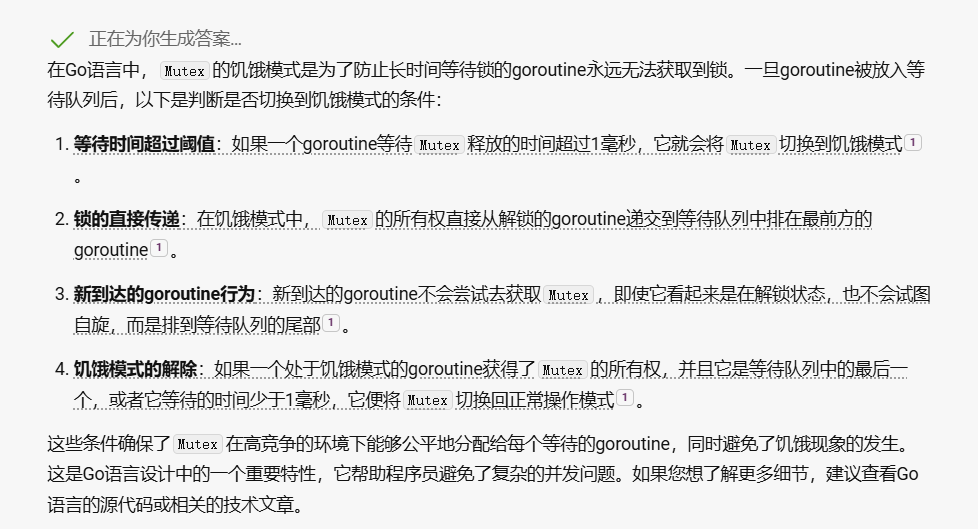 正在为你生成答案...
在Go语言中， Mutex 的饥饿模式是为了防止长时间等待锁的goroutine永远无法获取到锁。一旦goroutine被放入等
待队列后，以下是判断是否切换到饥饿模式的条件：
1. 等待时间超过阈值：如果一个goroutine等待 Mutex 释放的时间超过1毫秒，它就会将 Mutex 切换到饥饿模式 1
。
2. 锁的直接传递：在饥饿模式中， Mutex 的所有权直接从解锁的goroutine递交到等待队列中排在最前方的
goroutine 1 。
3. 新到达的goroutine行为：新到达的goroutine不会尝试去获取 Mutex ，即使它看起来是在解锁状态，也不会试图
自旋，而是排到等待队列的尾部 1 。
4. 饥饿模式的解除：如果一个处于饥饿模式的goroutine获得了 Mutex 的所有权，并且它是等待队列中的最后一
个，或者它等待的时间少于1毫秒，它便将 Mutex 切换回正常操作模式 1 。
这些条件确保了 Mutex 在高竞争的环境下能够公平地分配给每个等待的goroutine，同时避免了饥饿现象的发生。
这是Go语言设计中的一个重要特性，它帮助程序员避免了复杂的并发问题。如果您想了解更多细节，建议查看Go
语言的源代码或相关的技术文章。